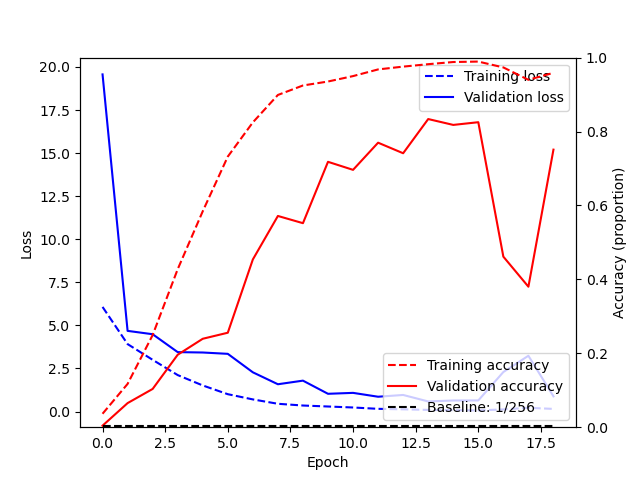 Training loss
Validation loss
Training accuracy
Validation accuracy
Baseline: 1/256
Loss
20.0
17.5
15.0
12.5
10.0
7.5
5.0
2.5
0.0
Accuracy (proportion)
1.0
0.8
0.6
0.4
0.2
0.0
0.0 2.5 5.0 7.5 10.0 12.5 15.0 17.5
Epoch